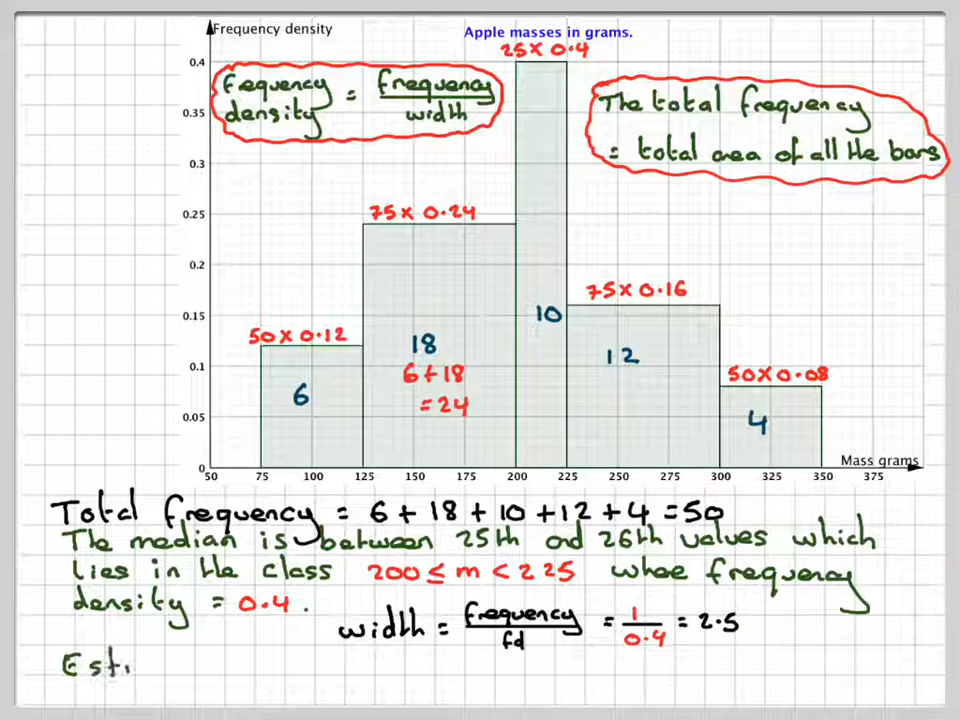 Frequency density
Apple masses in grams.
25 x 0.4
0.4
Fequency density = frequency / width
The total frequency
= total area of all the bars
0.35
0.3
75 x 0.24
0.25
0.2
75 x 0.16
0.15
50 x 0.12
10
18
12
0.1
6 + 18
= 24
50 x 0.08
6
4
0.05
0
Mass grams
50 75 100 125 150 175 200 225 250 275 300 325 350 375
Total frequency = 6 + 18 + 10 + 12 + 4 = 50
The median is between 25th and 26th values which
lies in the class 200 ≤ m < 225 whose frequency
density = 0.4.
width = frequency / fd = 1 / 0.4 = 2.5
Esti